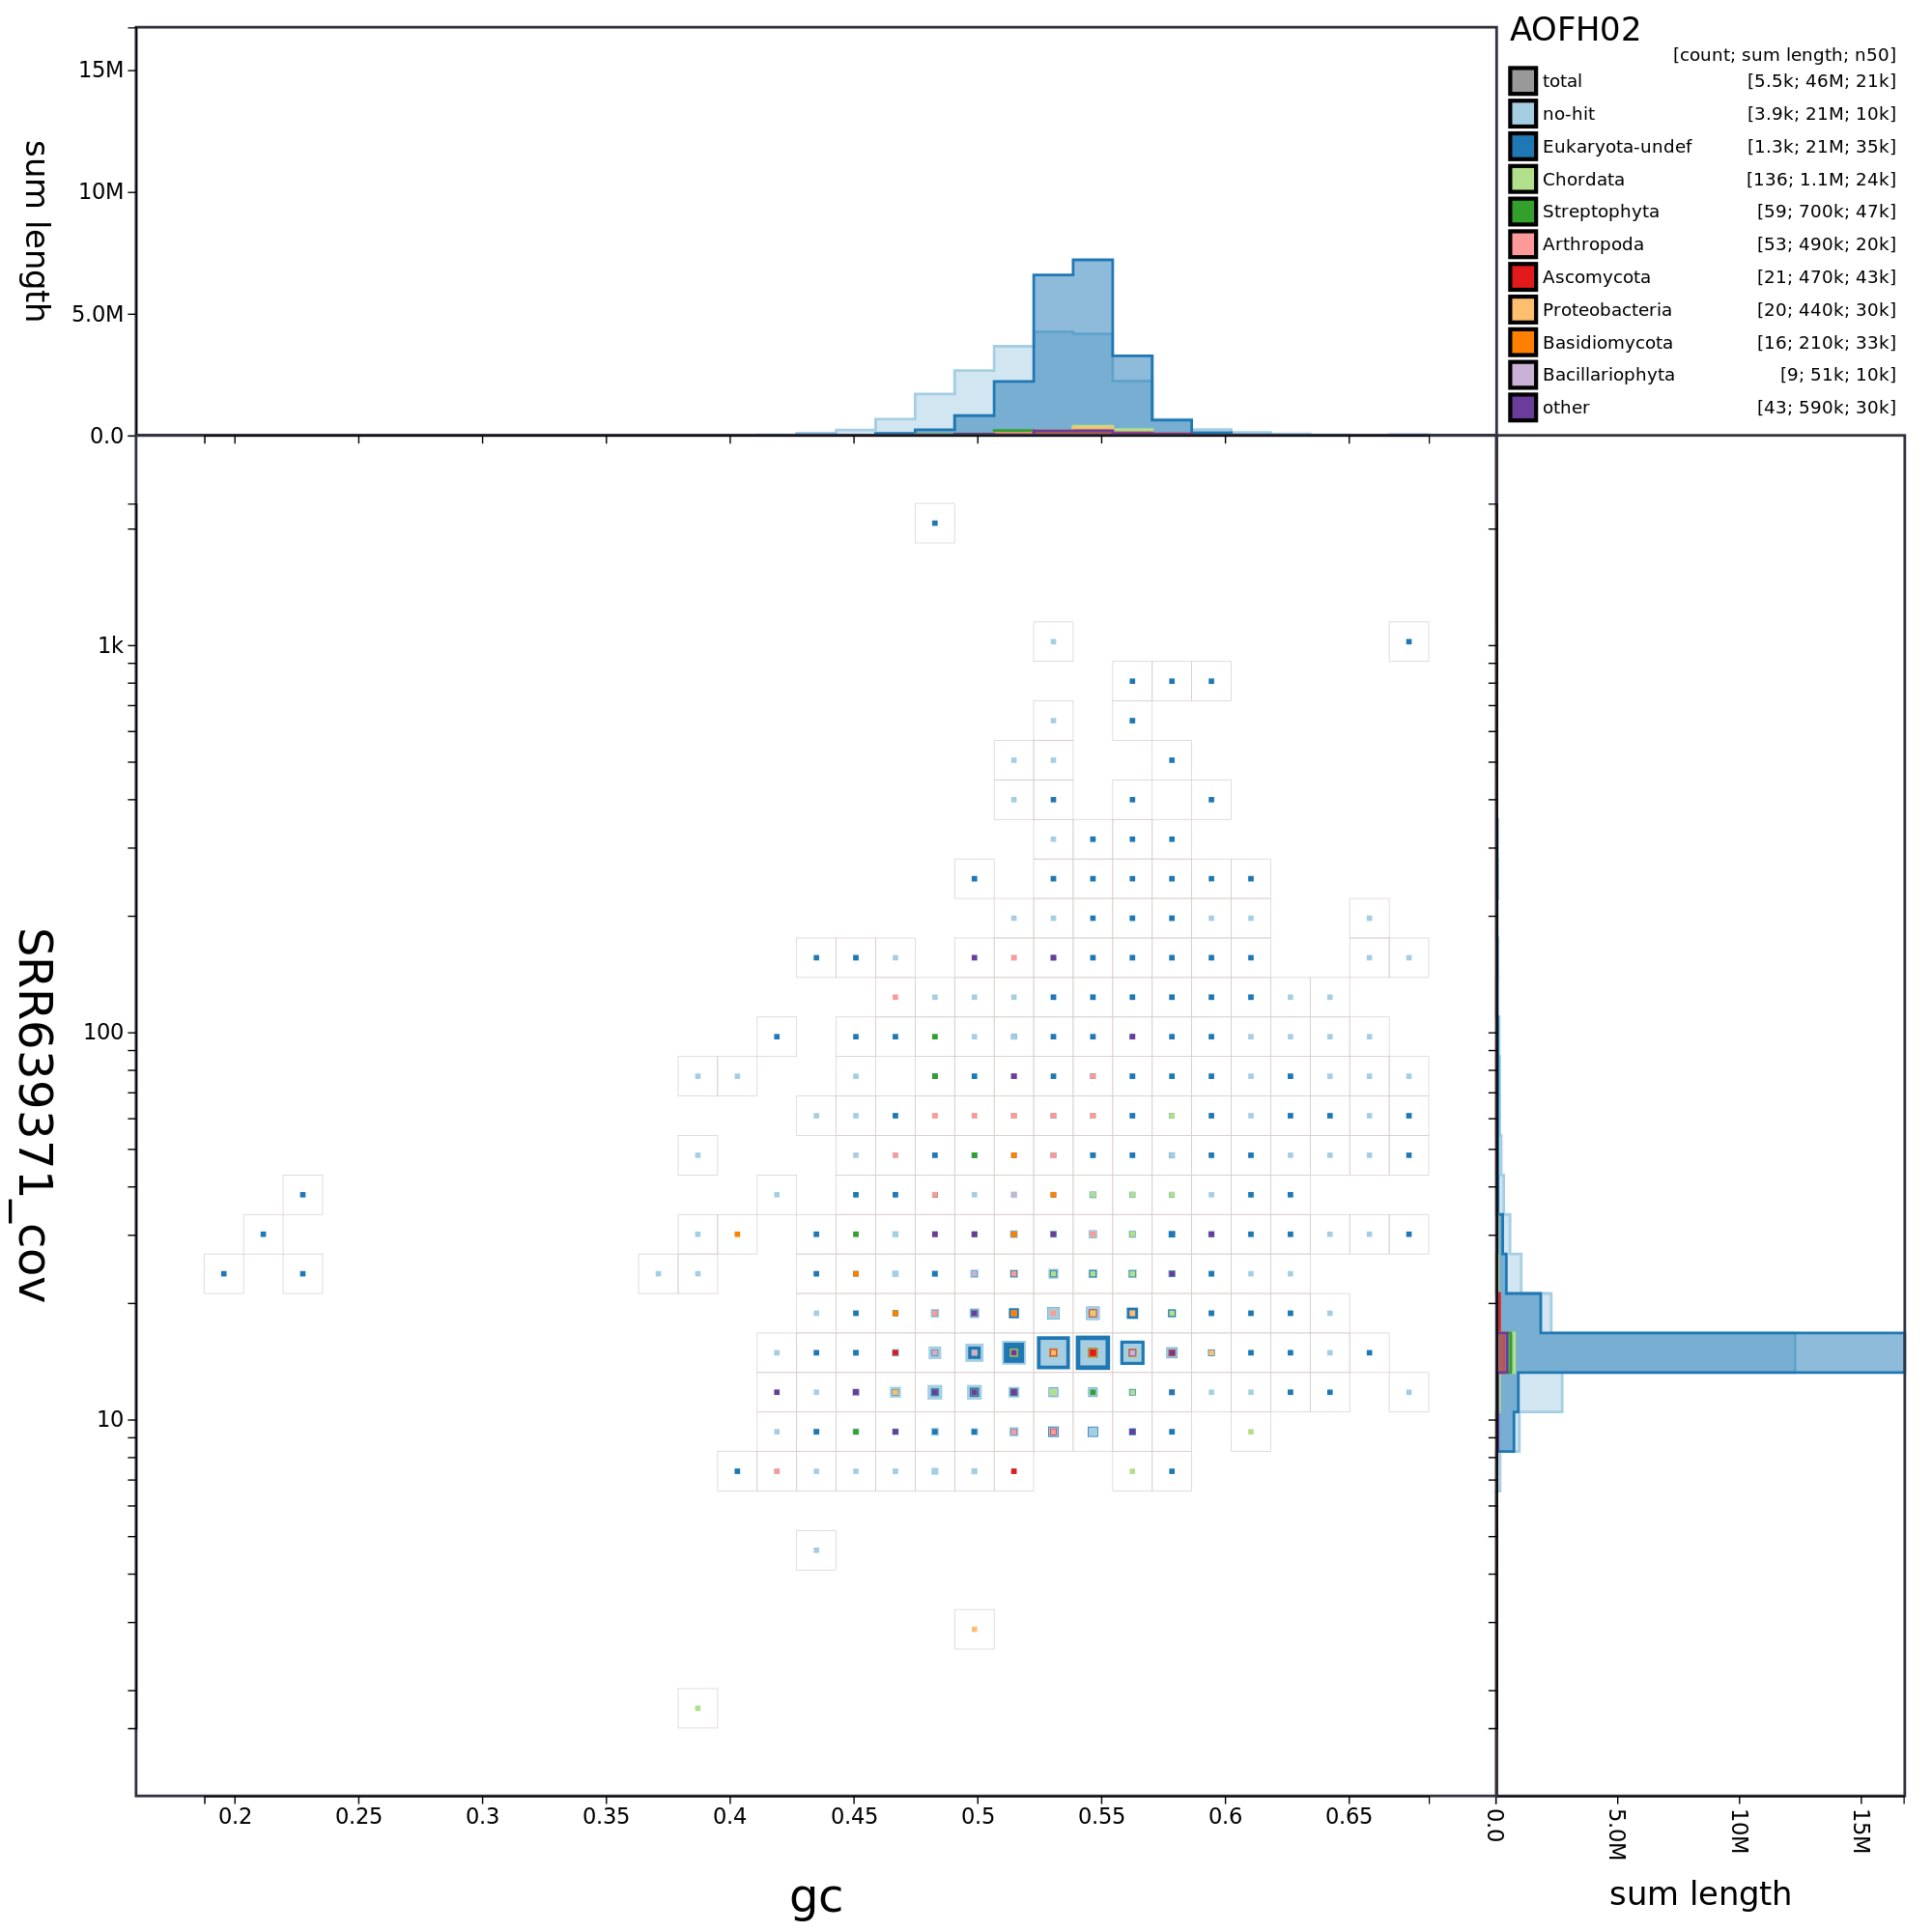 AOFH02
[count; sum length; n50]
total [5.5k; 46M; 21k]
no-hit [3.9k; 21M; 10k]
Eukaryota-undef [1.3k; 21M; 35k]
Chordata [136; 1.1M; 24k]
Streptophyta [59; 700k; 47k]
Arthropoda [53; 490k; 20k]
Ascomycota [21; 470k; 43k]
Proteobacteria [20; 440k; 30k]
Basidiomycota [16; 210k; 33k]
Bacillariophyta [9; 51k; 10k]
other [43; 590k; 30k]
sum length
15M
10M
5.0M
0.0
SRR639371_cov
1k
100
10
0.2 0.25 0.3 0.35 0.4 0.45 0.5 0.55 0.6 0.65
gc
0.0 5.0M 10M 15M
sum length